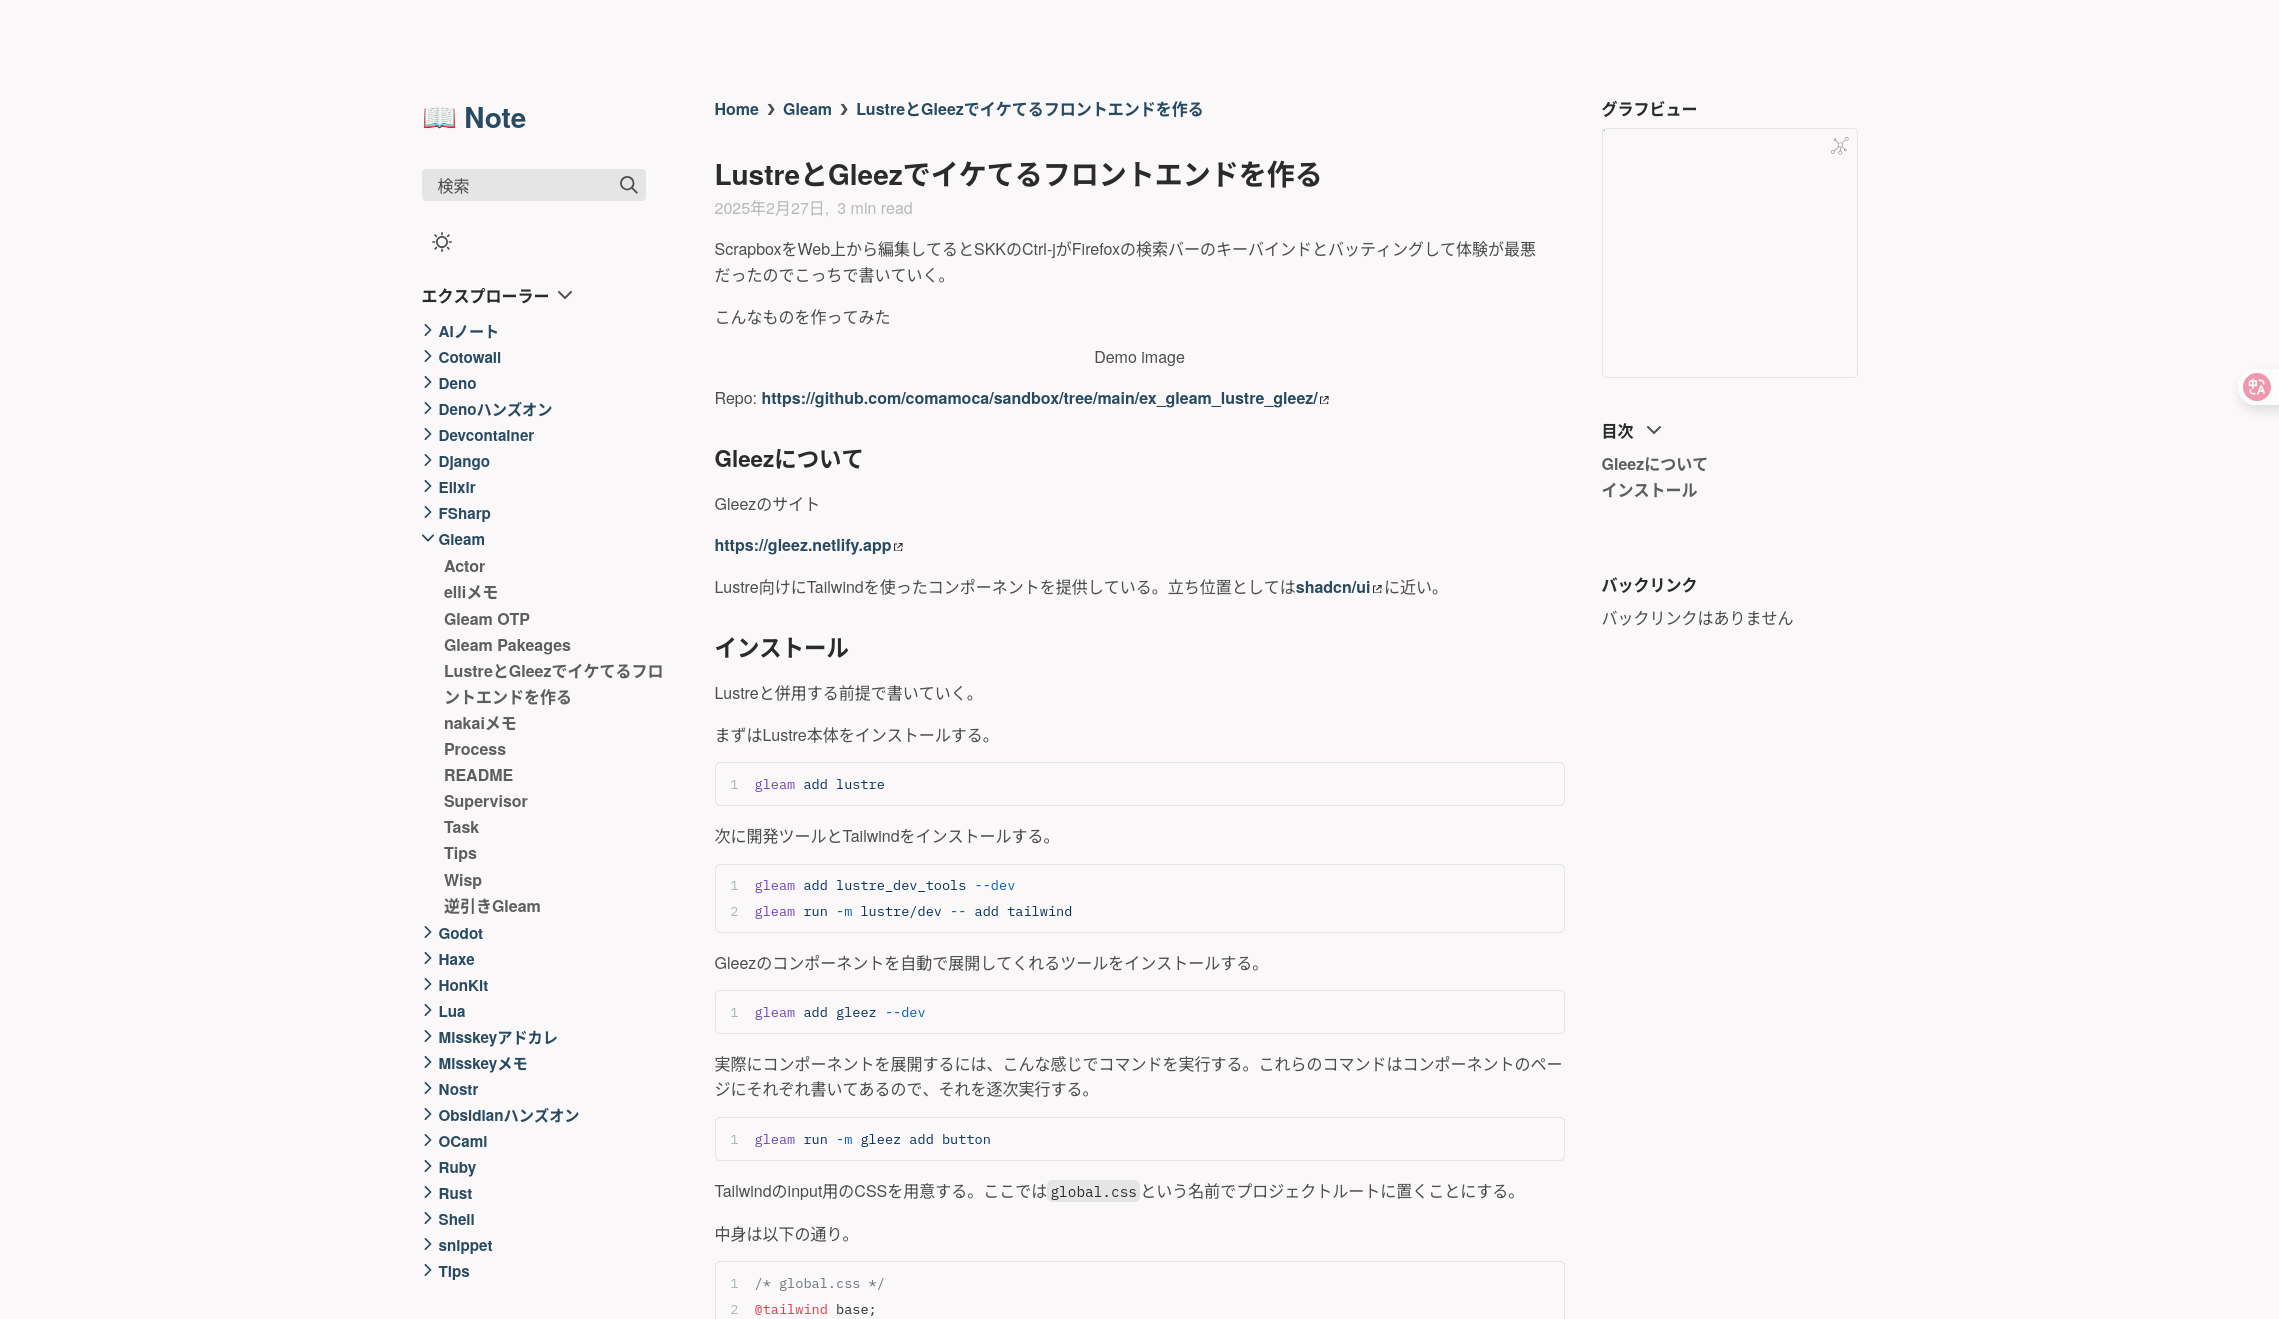 📖 Note
検索
エクスプローラー
AIノート
Cotowali
Deno
Denoハンズオン
Devcontainer
Django
Elixir
FSharp
Gleam
Actor
elliメモ
Gleam OTP
Gleam Pakeages
LustreとGleezでイケてるフロ
ントエンドを作る
nakaiメモ
Process
README
Supervisor
Task
Tips
Wisp
逆引きGleam
Godot
Haxe
HonKit
Lua
Misskeyアドカレ
Misskeyメモ
Nostr
Obsidianハンズオン
OCaml
Ruby
Rust
Shell
snippet
Tips
Home ❯ Gleam ❯ LustreとGleezでイケてるフロントエンドを作る
LustreとGleezでイケてるフロントエンドを作る
2025年2月27日, 3 min read
ScrapboxをWeb上から編集してるとSKKのCtrl-jがFirefoxの検索バーのキーバインドとバッティングして体験が最悪
だったのでこっちで書いていく。
こんなものを作ってみた
Demo image
Repo: https://github.com/comamoca/sandbox/tree/main/ex_gleam_lustre_gleez/
Gleezについて
Gleezのサイト
https://gleez.netlify.app
Lustre向けにTailwindを使ったコンポーネントを提供している。立ち位置としてはshadcn/uiに近い。
インストール
Lustreと併用する前提で書いていく。
まずはLustre本体をインストールする。
1 gleam add lustre
次に開発ツールとTailwindをインストールする。
1 gleam add lustre_dev_tools --dev
2 gleam run -m lustre/dev -- add tailwind
Gleezのコンポーネントを自動で展開してくれるツールをインストールする。
1 gleam add gleez --dev
実際にコンポーネントを展開するには、こんな感じでコマンドを実行する。これらのコマンドはコンポーネントのペー
ジにそれぞれ書いてあるので、それを逐次実行する。
1 gleam run -m gleez add button
Tailwindのinput用のCSSを用意する。ここではglobal.cssという名前でプロジェクトルートに置くことにする。
中身は以下の通り。
1 /* global.css */
2 @tailwind base;
グラフビュー
目次
Gleezについて
インストール
バックリンク
バックリンクはありません